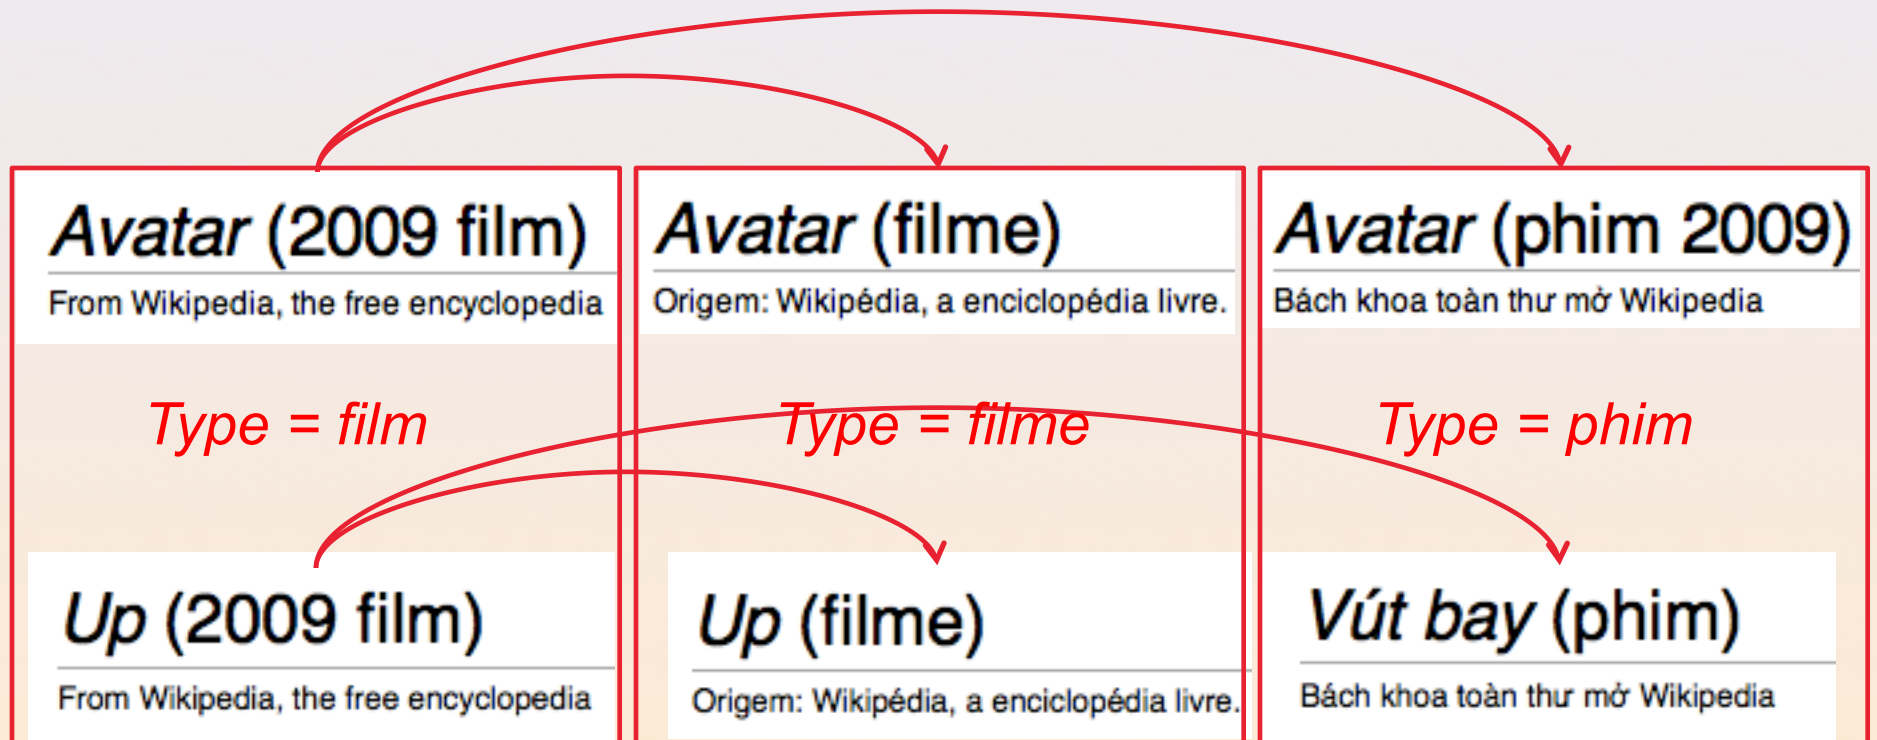 Avatar (2009 film)
From Wikipedia, the free encyclopedia
Avatar (filme)
Origem: Wikipédia, a enciclopédia livre.
Avatar (phim 2009)
Bách khoa toàn thư mở Wikipedia
Type = film
Type = filme
Type = phim
Up (2009 film)
From Wikipedia, the free encyclopedia
Up (filme)
Origem: Wikipédia, a enciclopédia livre.
Vút bay (phim)
Bách khoa toàn thư mở Wikipedia